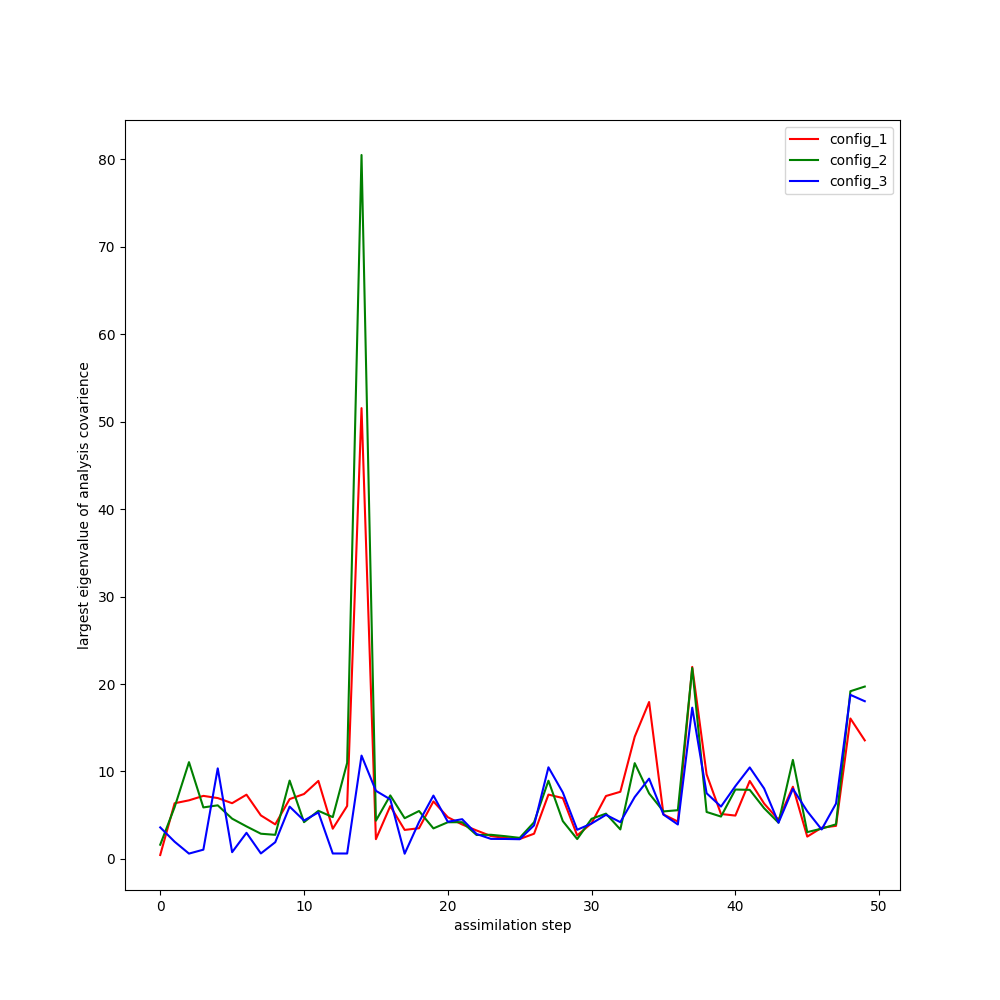 config_1
config_2
config_3
80
70
60
50
40
30
20
10
0
largest eigenvalue of analysis covarience
0 10 20 30 40 50
assimilation step